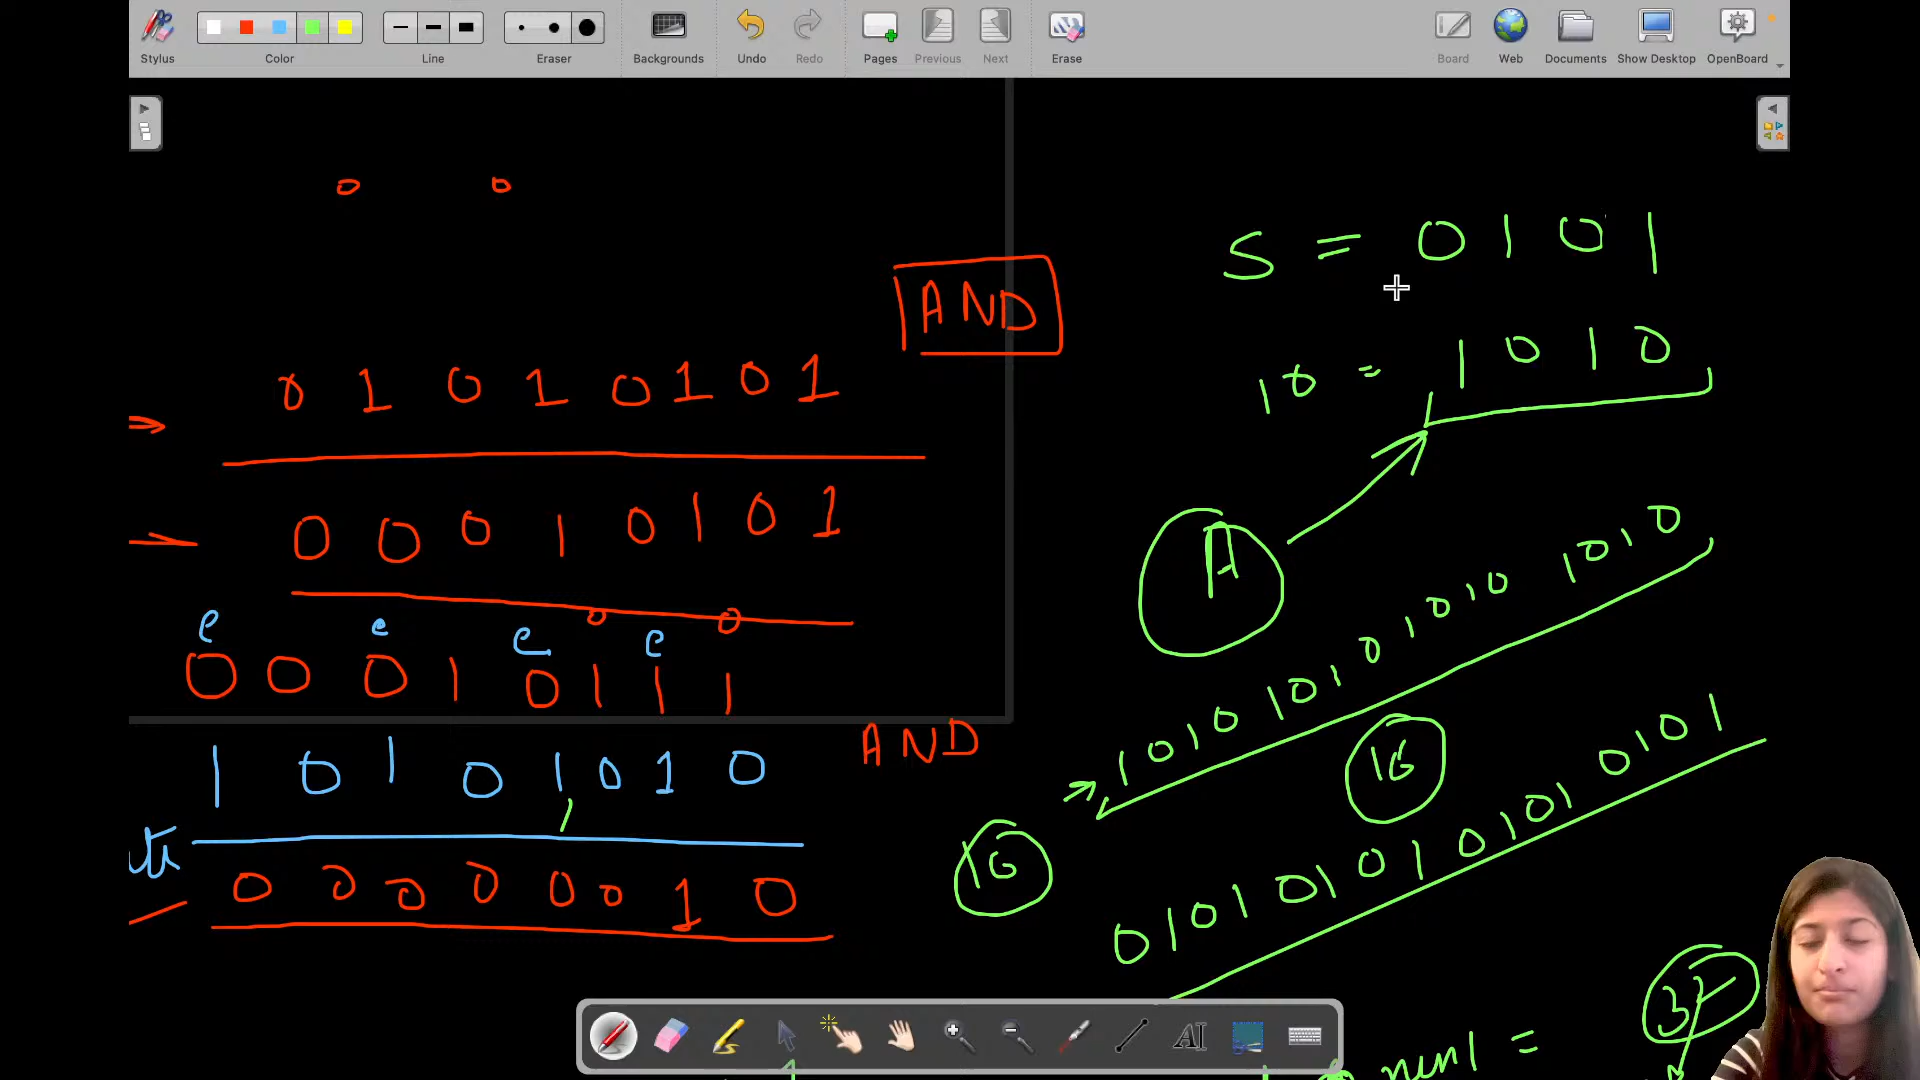 Stylus Color Line Eraser Backgrounds Undo Redo Pages Previous Next Erase Board Web Documents Show Desktop OpenBoard
o o
AND
0 1 0 1 0 1 0 1
0 0 0 1 0 1 0 1
e e e o e o
0 0 0 1 0 1 1 1
1 0 1 0 1 0 1 0
AND
0 0 0 0 0 0 1 0
5 = 0 1 0 1
10 = 1 0 1 0
A
1010 1010 1010 1010
16
16
0101 0101 0101 0101
32
num1 =
AI